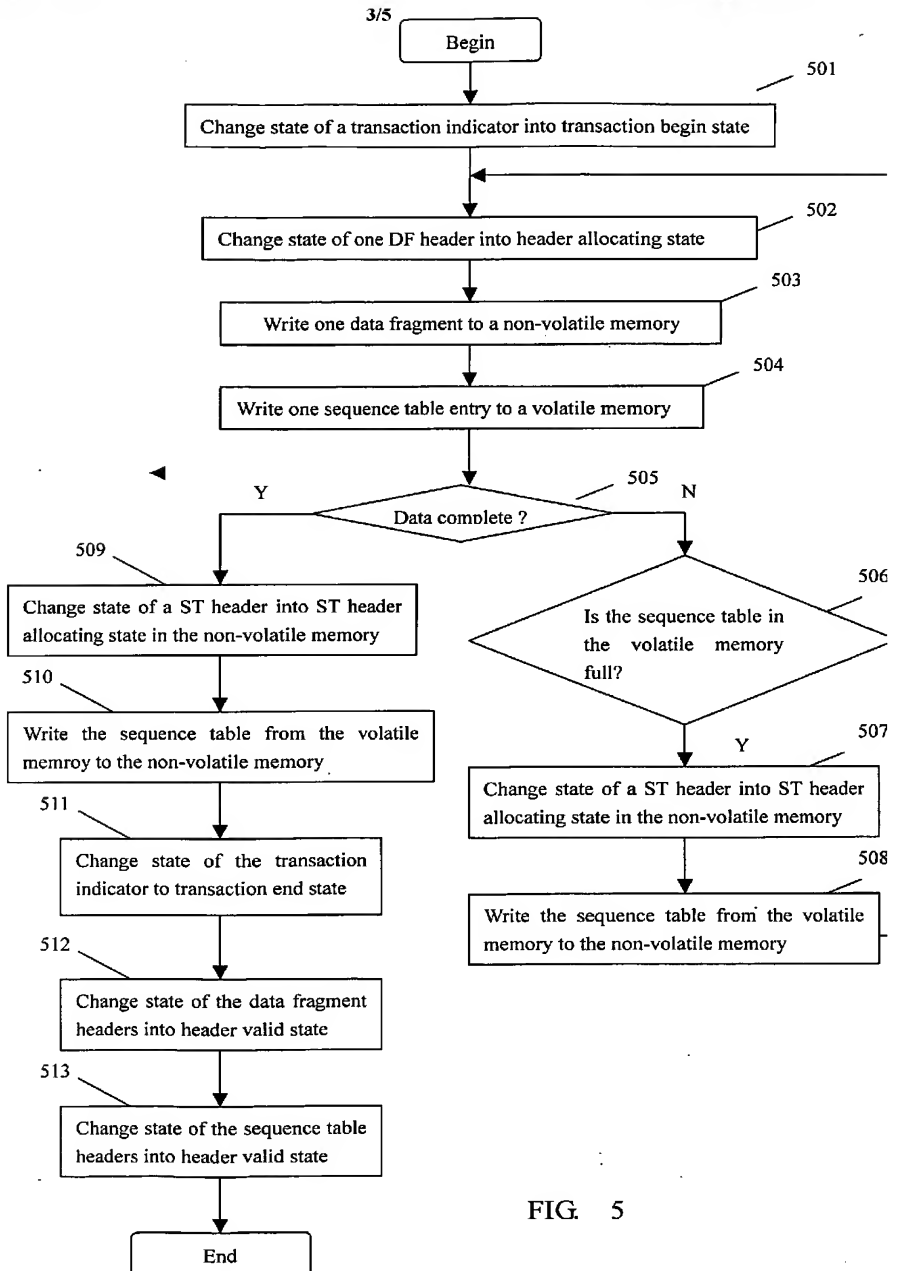 3/5
Begin
501
Change state of a transaction indicator into transaction begin state
502
Change state of one DF header into header allocating state
503
Write one data fragment to a non-volatile memory
504
Write one sequence table entry to a volatile memory
505
Y
N
Data complete ?
509
506
Change state of a ST header into ST header
allocating state in the non-volatile memory
Is the sequence table in
the volatile memory
full?
510
Write the sequence table from the volatile
memroy to the non-volatile memory
Y
507
Change state of a ST header into ST header
allocating state in the non-volatile memory
511
Change state of the transaction
indicator to transaction end state
508
Write the sequence table from the volatile
memory to the non-volatile memory
512
Change state of the data fragment
headers into header valid state
513
Change state of the sequence table
headers into header valid state
FIG. 5
End